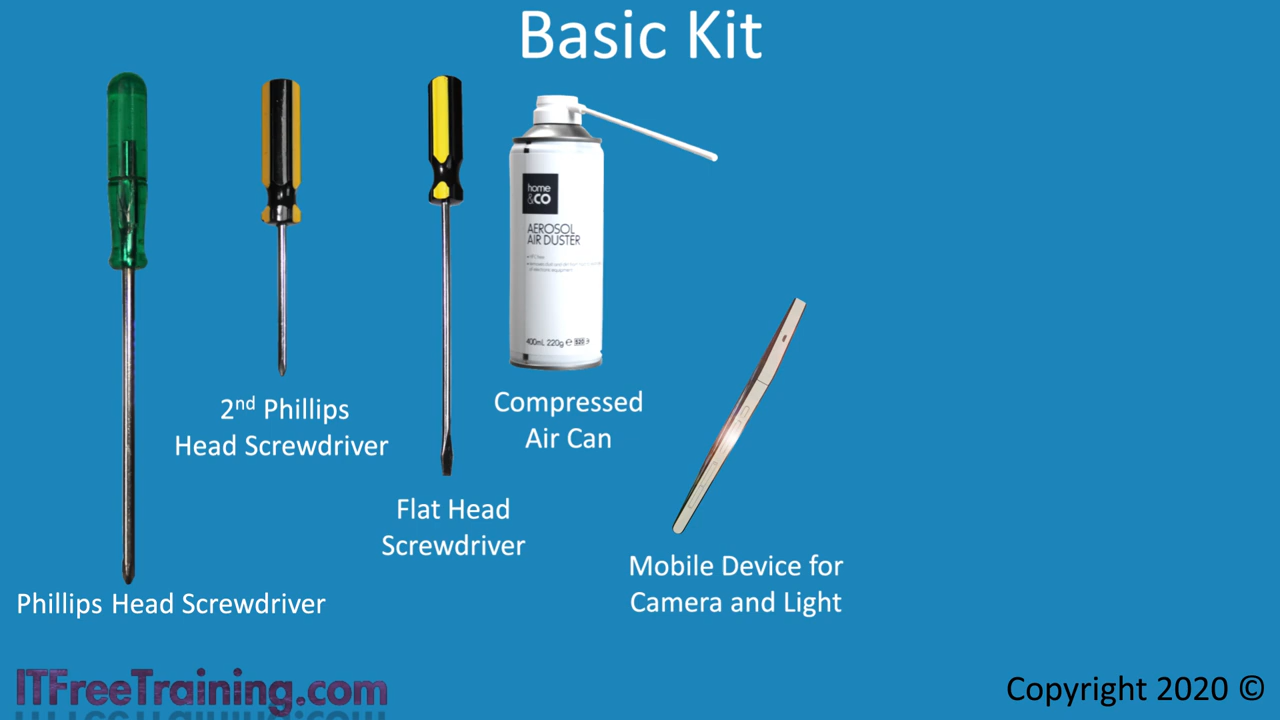 Basic Kit
home
&CO
AEROSOL
AIR DUSTER
400mL 220g e
2nd Phillips
Head Screwdriver
Compressed
Air Can
Flat Head
Screwdriver
Mobile Device for
Camera and Light
Phillips Head Screwdriver
ITFreeTraining.com
Copyright 2020 ©